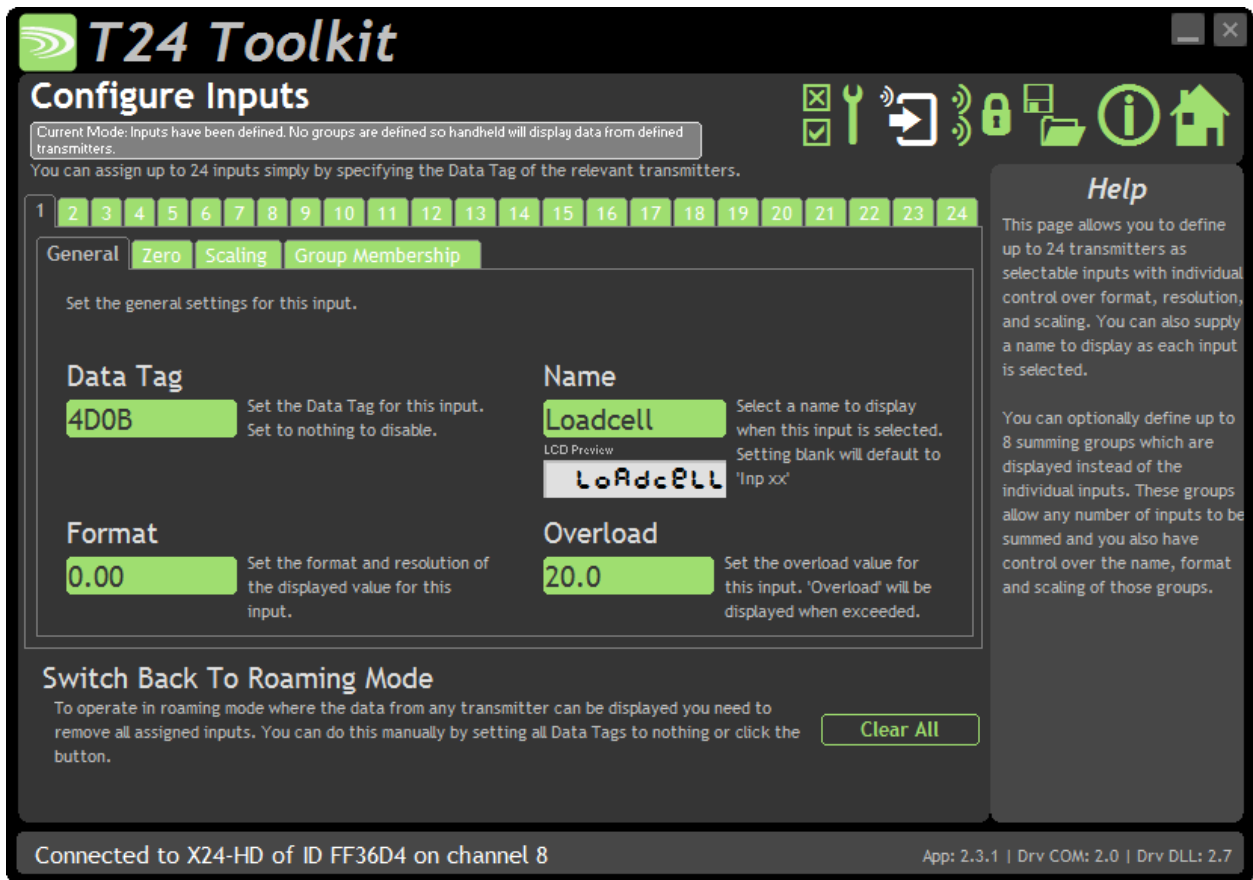 T24 Toolkit
Configure Inputs
Current Mode: Inputs have been defined. No groups are defined so handheld will display data from defined
transmitters.
You can assign up to 24 inputs simply by specifying the Data Tag of the relevant transmitters.
1 2 3 4 5 6 7 8 9 10 11 12 13 14 15 16 17 18 19 20 21 22 23 24
General Zero Scaling Group Membership
Set the general settings for this input.
Data Tag
4D0B
Set the Data Tag for this input.
Set to nothing to disable.
Name
Loadcell
LCD Preview
LoAdcELL
Select a name to display
when this input is selected.
Setting blank will default to
'Inp xx'
Format
0.00
Set the format and resolution of
the displayed value for this
input.
Overload
20.0
Set the overload value for
this input. 'Overload' will be
displayed when exceeded.
Switch Back To Roaming Mode
To operate in roaming mode where the data from any transmitter can be displayed you need to
remove all assigned inputs. You can do this manually by setting all Data Tags to nothing or click the
button.
Clear All
Help
This page allows you to define
up to 24 transmitters as
selectable inputs with individual
control over format, resolution,
and scaling. You can also supply
a name to display as each input
is selected.
You can optionally define up to
8 summing groups which are
displayed instead of the
individual inputs. These groups
allow any number of inputs to be
summed and you also have
control over the name, format
and scaling of those groups.
Connected to X24-HD of ID FF36D4 on channel 8
App: 2.3.1 | Drv COM: 2.0 | Drv DLL: 2.7